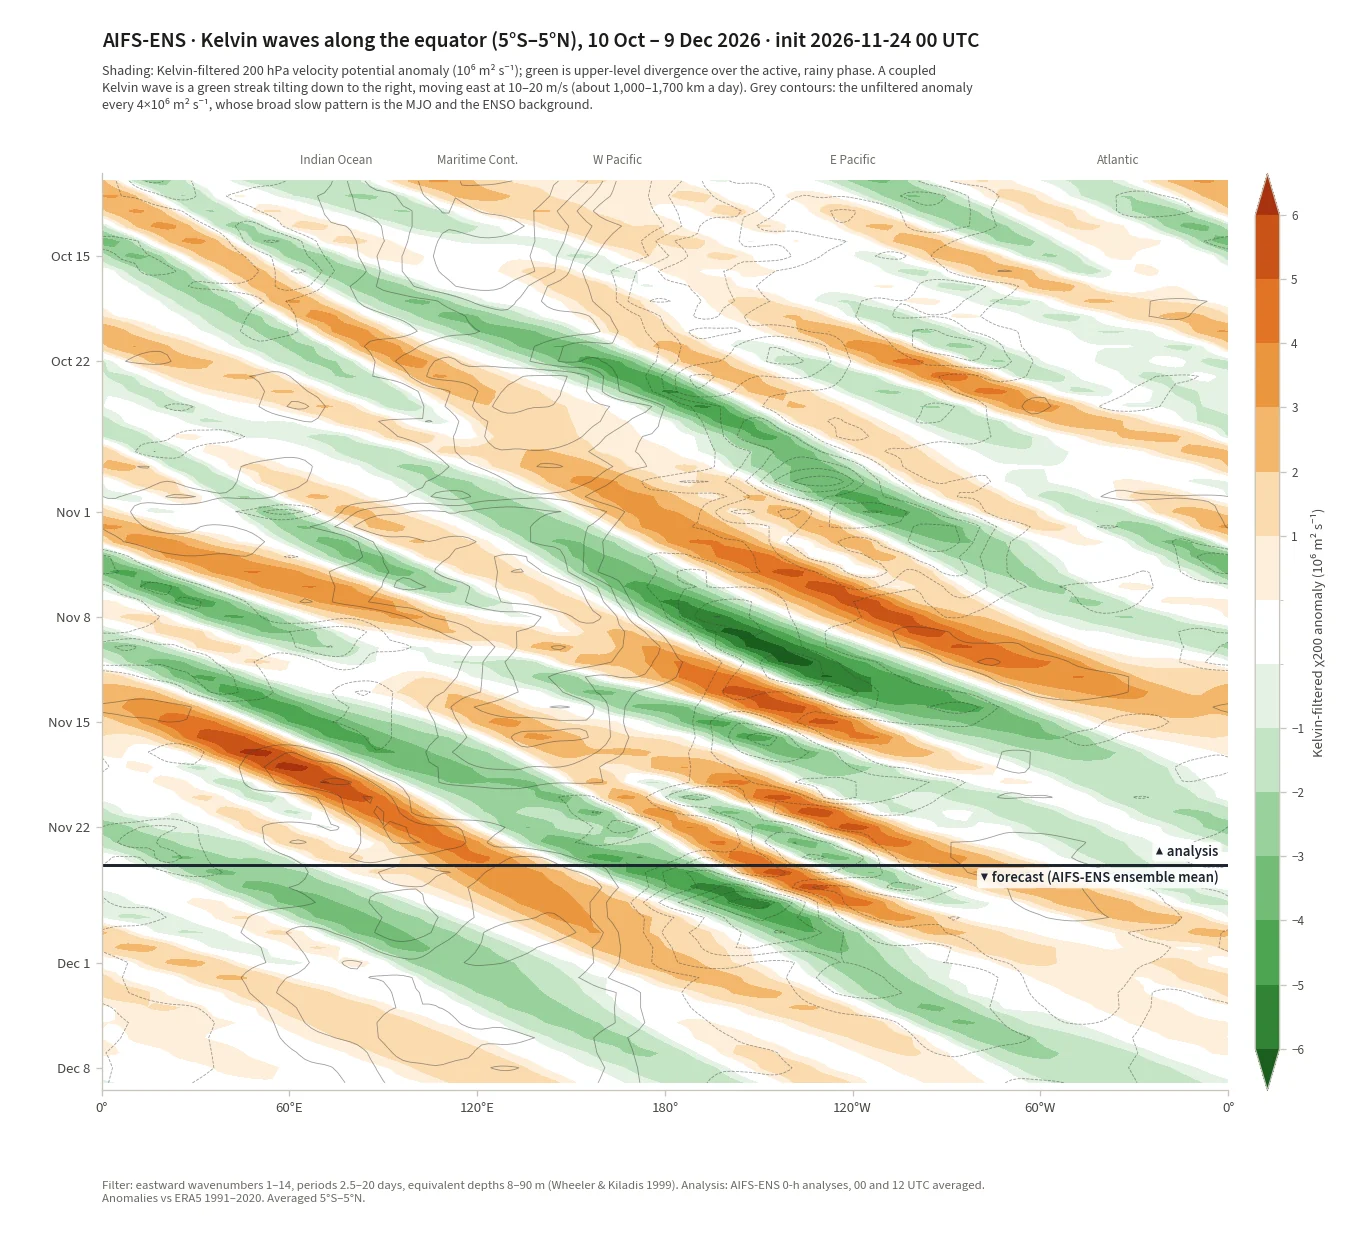 AIFS-ENS · Kelvin waves along the equator (5°S–5°N), 10 Oct – 9 Dec 2026 · init 2026-11-24 00 UTC
Shading: Kelvin-filtered 200 hPa velocity potential anomaly (10⁶ m² s⁻¹); green is upper-level divergence over the active, rainy phase. A coupled
Kelvin wave is a green streak tilting down to the right, moving east at 10–20 m/s (about 1,000–1,700 km a day). Grey contours: the unfiltered anomaly
every 4×10⁶ m² s⁻¹, whose broad slow pattern is the MJO and the ENSO background.
Indian Ocean Maritime Cont. W Pacific E Pacific Atlantic
Oct 15
Oct 22
Nov 1
Nov 8
Nov 15
Nov 22
Dec 1
Dec 8
▲ analysis
▼ forecast (AIFS-ENS ensemble mean)
0° 60°E 120°E 180° 120°W 60°W 0°
6
5
4
3
2
1
−1
−2
−3
−4
−5
−6
Kelvin-filtered χ200 anomaly (10⁶ m² s⁻¹)
Filter: eastward wavenumbers 1–14, periods 2.5–20 days, equivalent depths 8–90 m (Wheeler & Kiladis 1999). Analysis: AIFS-ENS 0-h analyses, 00 and 12 UTC averaged.
Anomalies vs ERA5 1991–2020. Averaged 5°S–5°N.